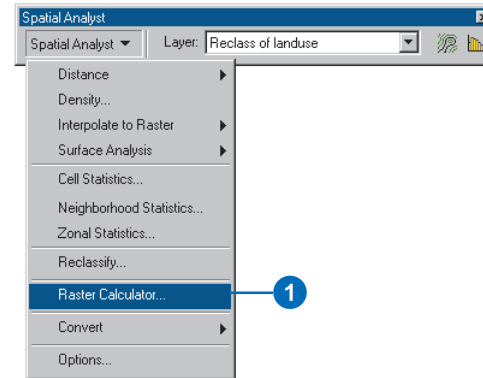 Spatial Analyst
Spatial Analyst Layer: Reclass of landuse
Distance
Density...
Interpolate to Raster
Surface Analysis
Cell Statistics...
Neighborhood Statistics...
Zonal Statistics...
Reclassify...
Raster Calculator... 1
Convert
Options...